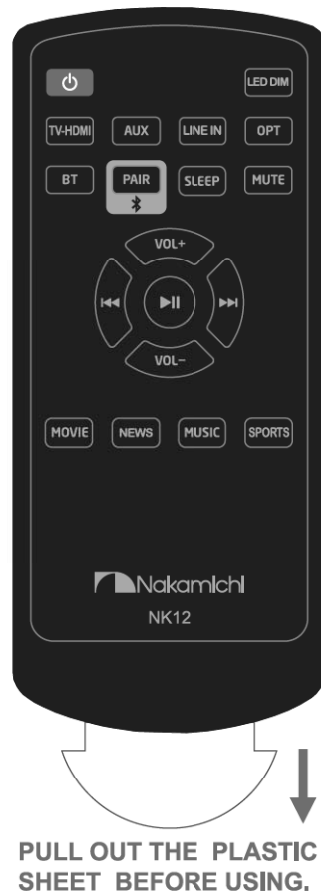 LED DIM
TV-HDMI AUX LINE IN OPT
BT PAIR SLEEP MUTE
VOL+
VOL-
MOVIE NEWS MUSIC SPORTS
Nakamichi
NK12
PULL OUT THE PLASTIC
SHEET BEFORE USING,